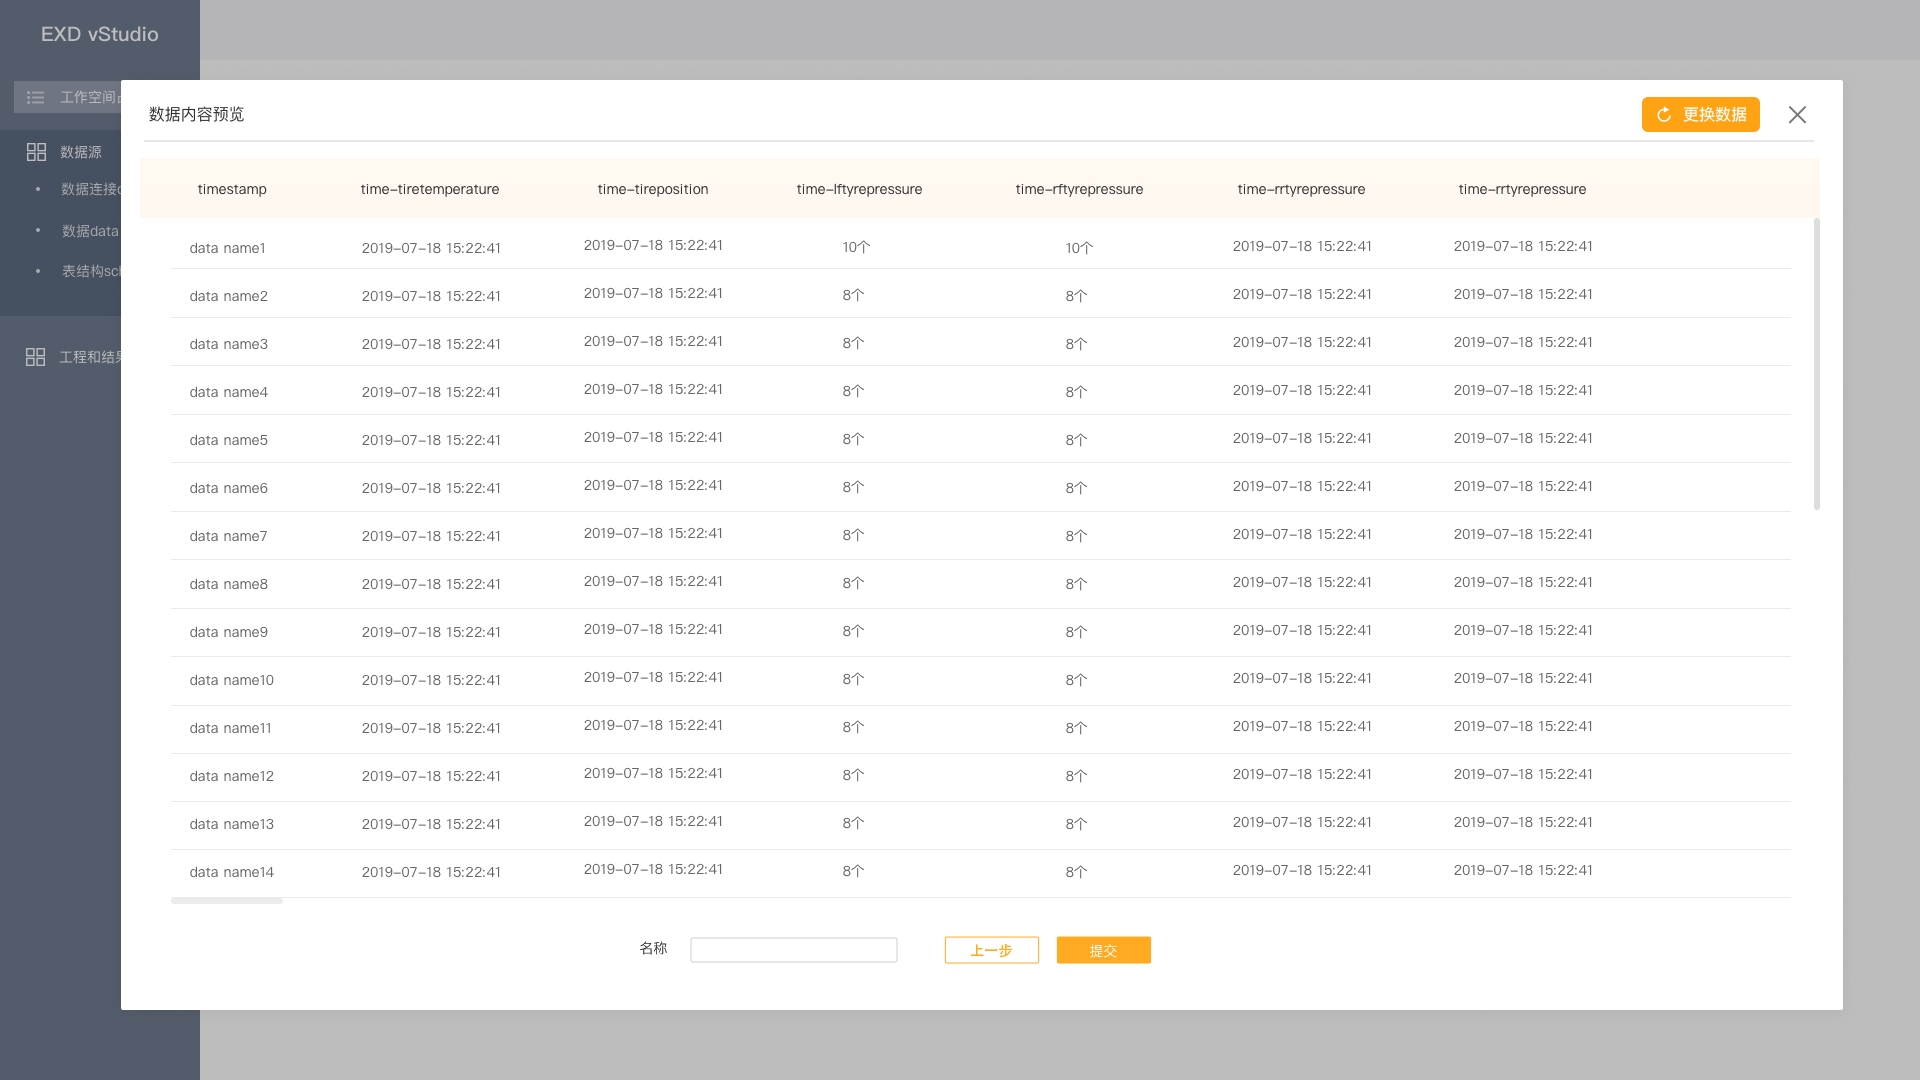 EXD vStudio
工作空间
数据源
数据连接
数据data
表结构sch
工程和结果
数据内容预览
更换数据
timestamp time-tiretemperature time-tireposition time-lftyrepressure time-rftyrepressure time-rrtyrepressure time-rrtyrepressure
data name1 2019-07-18 15:22:41 2019-07-18 15:22:41 10个 10个 2019-07-18 15:22:41 2019-07-18 15:22:41
data name2 2019-07-18 15:22:41 2019-07-18 15:22:41 8个 8个 2019-07-18 15:22:41 2019-07-18 15:22:41
data name3 2019-07-18 15:22:41 2019-07-18 15:22:41 8个 8个 2019-07-18 15:22:41 2019-07-18 15:22:41
data name4 2019-07-18 15:22:41 2019-07-18 15:22:41 8个 8个 2019-07-18 15:22:41 2019-07-18 15:22:41
data name5 2019-07-18 15:22:41 2019-07-18 15:22:41 8个 8个 2019-07-18 15:22:41 2019-07-18 15:22:41
data name6 2019-07-18 15:22:41 2019-07-18 15:22:41 8个 8个 2019-07-18 15:22:41 2019-07-18 15:22:41
data name7 2019-07-18 15:22:41 2019-07-18 15:22:41 8个 8个 2019-07-18 15:22:41 2019-07-18 15:22:41
data name8 2019-07-18 15:22:41 2019-07-18 15:22:41 8个 8个 2019-07-18 15:22:41 2019-07-18 15:22:41
data name9 2019-07-18 15:22:41 2019-07-18 15:22:41 8个 8个 2019-07-18 15:22:41 2019-07-18 15:22:41
data name10 2019-07-18 15:22:41 2019-07-18 15:22:41 8个 8个 2019-07-18 15:22:41 2019-07-18 15:22:41
data name11 2019-07-18 15:22:41 2019-07-18 15:22:41 8个 8个 2019-07-18 15:22:41 2019-07-18 15:22:41
data name12 2019-07-18 15:22:41 2019-07-18 15:22:41 8个 8个 2019-07-18 15:22:41 2019-07-18 15:22:41
data name13 2019-07-18 15:22:41 2019-07-18 15:22:41 8个 8个 2019-07-18 15:22:41 2019-07-18 15:22:41
data name14 2019-07-18 15:22:41 2019-07-18 15:22:41 8个 8个 2019-07-18 15:22:41 2019-07-18 15:22:41
名称 上一步 提交